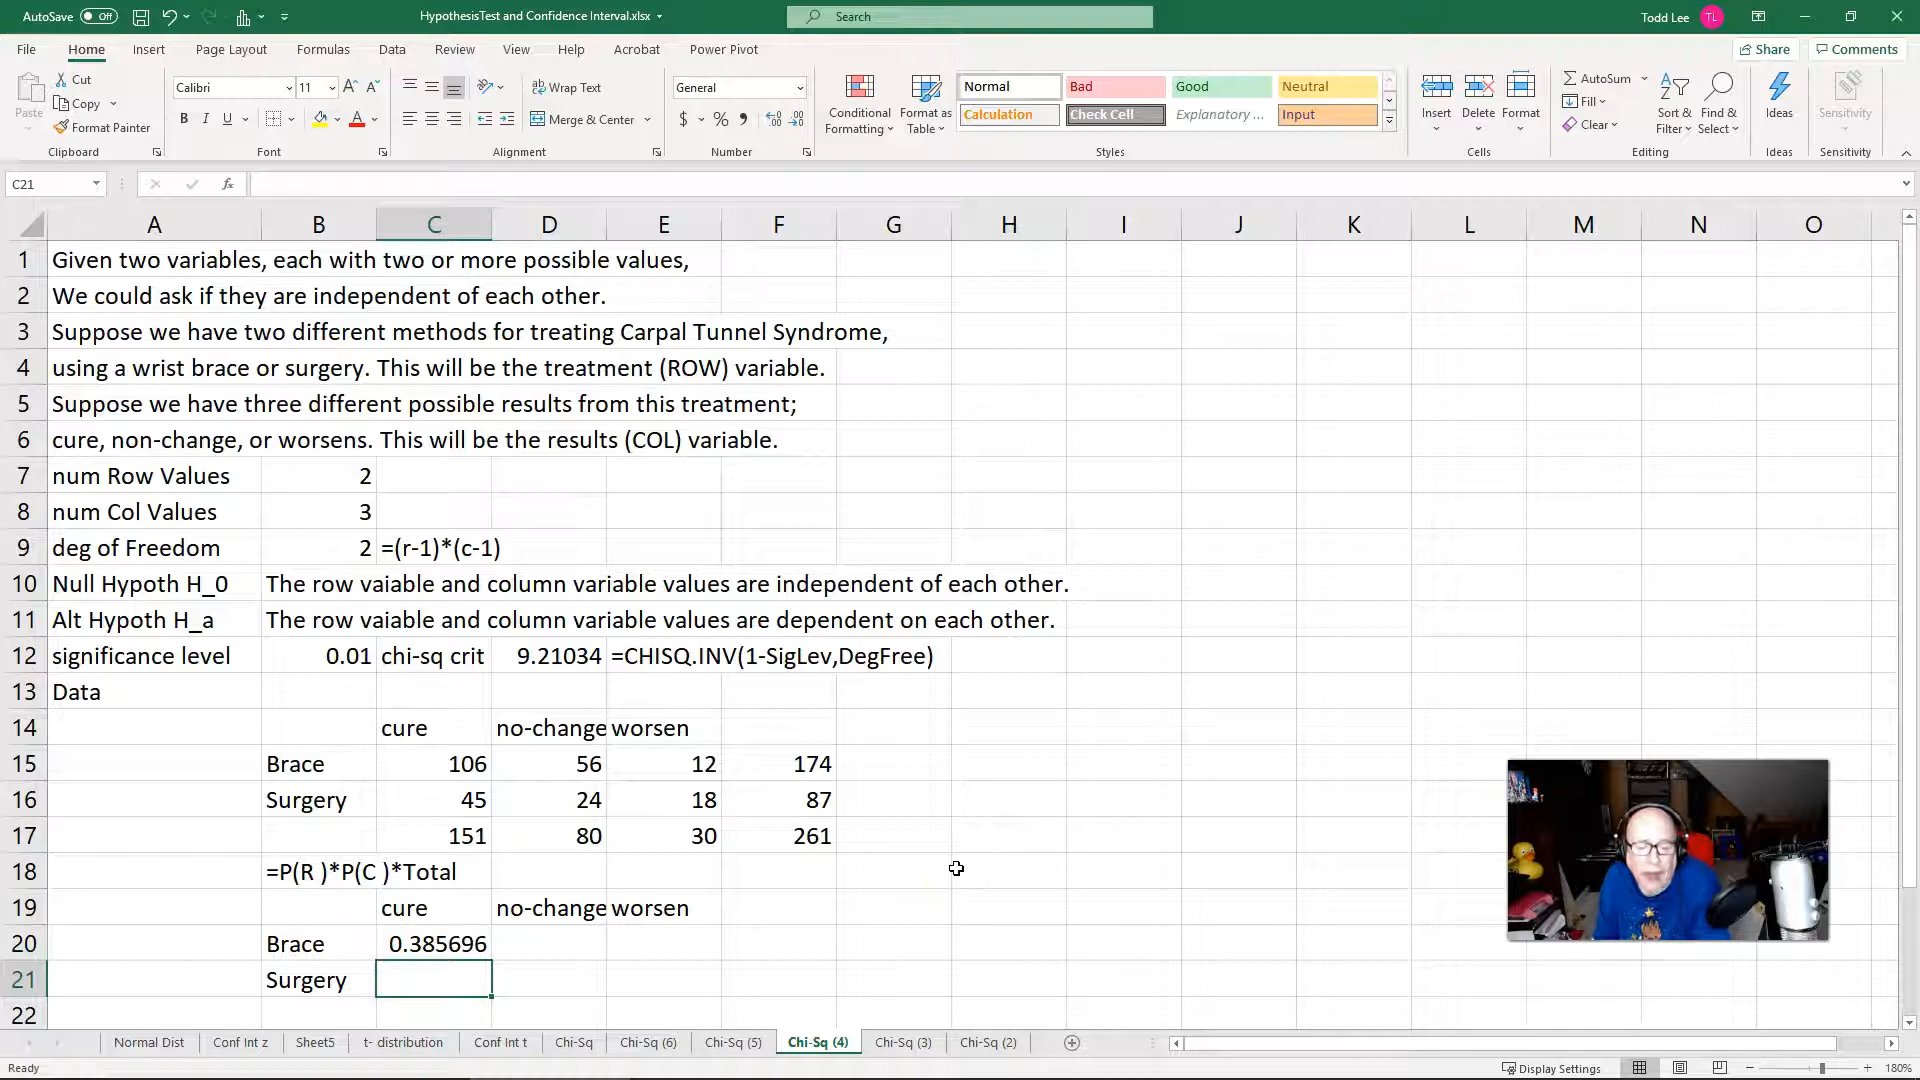 AutoSave Off HypothesisTest and Confidence Interval.xlsx Search Todd Lee TL
File Home Insert Page Layout Formulas Data Review View Help Acrobat Power Pivot Share Comments
Paste Cut Copy Format Painter
Clipboard
Calibri 11 A A
B I U A
Font
Wrap Text
Merge & Center
Alignment
General
$ % 9
Number
Conditional Formatting Format as Table
Normal Bad Good Neutral
Calculation Check Cell Explanatory ... Input
Styles
Insert Delete Format
Cells
AutoSum
Fill
Clear
Sort & Filter Find & Select
Editing
Ideas
Ideas
Sensitivity
Sensitivity
C21 fx
A B C D E F G H I J K L M N O
1 Given two variables, each with two or more possible values,
2 We could ask if they are independent of each other.
3 Suppose we have two different methods for treating Carpal Tunnel Syndrome,
4 using a wrist brace or surgery. This will be the treatment (ROW) variable.
5 Suppose we have three different possible results from this treatment;
6 cure, non-change, or worsens. This will be the results (COL) variable.
7 num Row Values 2
8 num Col Values 3
9 deg of Freedom 2 =(r-1)*(c-1)
10 Null Hypoth H_0 The row vaiable and column variable values are independent of each other.
11 Alt Hypoth H_a The row vaiable and column variable values are dependent on each other.
12 significance level 0.01 chi-sq crit 9.21034 =CHISQ.INV(1-SigLev,DegFree)
13 Data
14 cure no-change worsen
15 Brace 106 56 12 174
16 Surgery 45 24 18 87
17 151 80 30 261
18 =P(R )*P(C )*Total
19 cure no-change worsen
20 Brace 0.385696
21 Surgery
22
Normal Dist Conf Int z Sheet5 t- distribution Conf Int t Chi-Sq Chi-Sq (6) Chi-Sq (5) Chi-Sq (4) Chi-Sq (3) Chi-Sq (2)
Ready Display Settings 180%